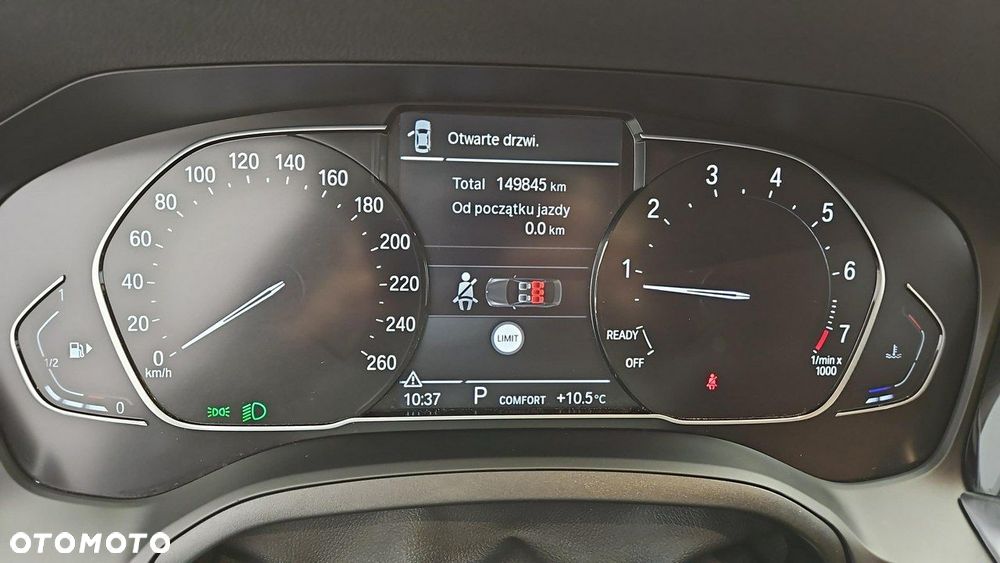 Otwarte drzwi.
Total 149845 km
Od początku jazdy
0.0 km
LIMIT
10:37 P COMFORT +10.5°C
0 20 40 60 80 100 120 140 160 180 200 220 240 260
km/h
1 2 3 4 5 6 7
READY
OFF
1/min x
1000
1
1/2
0
OTOMOTO